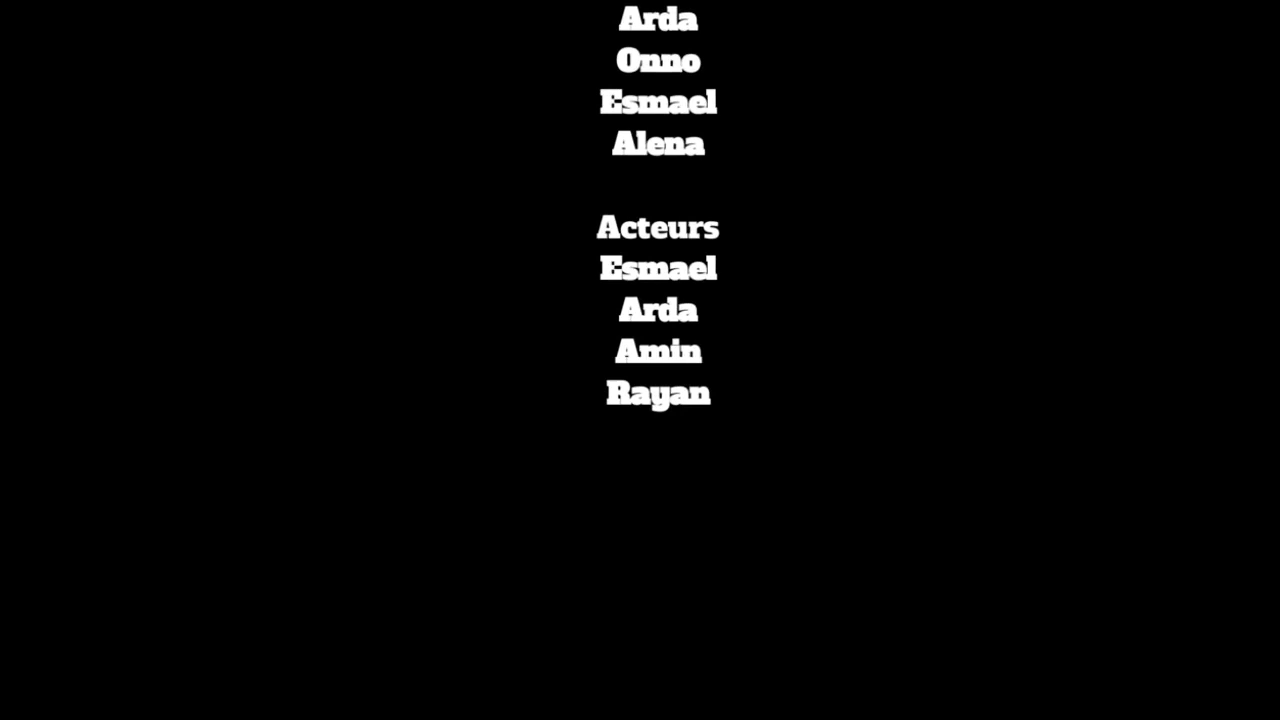 Arda
Onno
Esmael
Alena
Acteurs
Esmael
Arda
Amin
Rayan